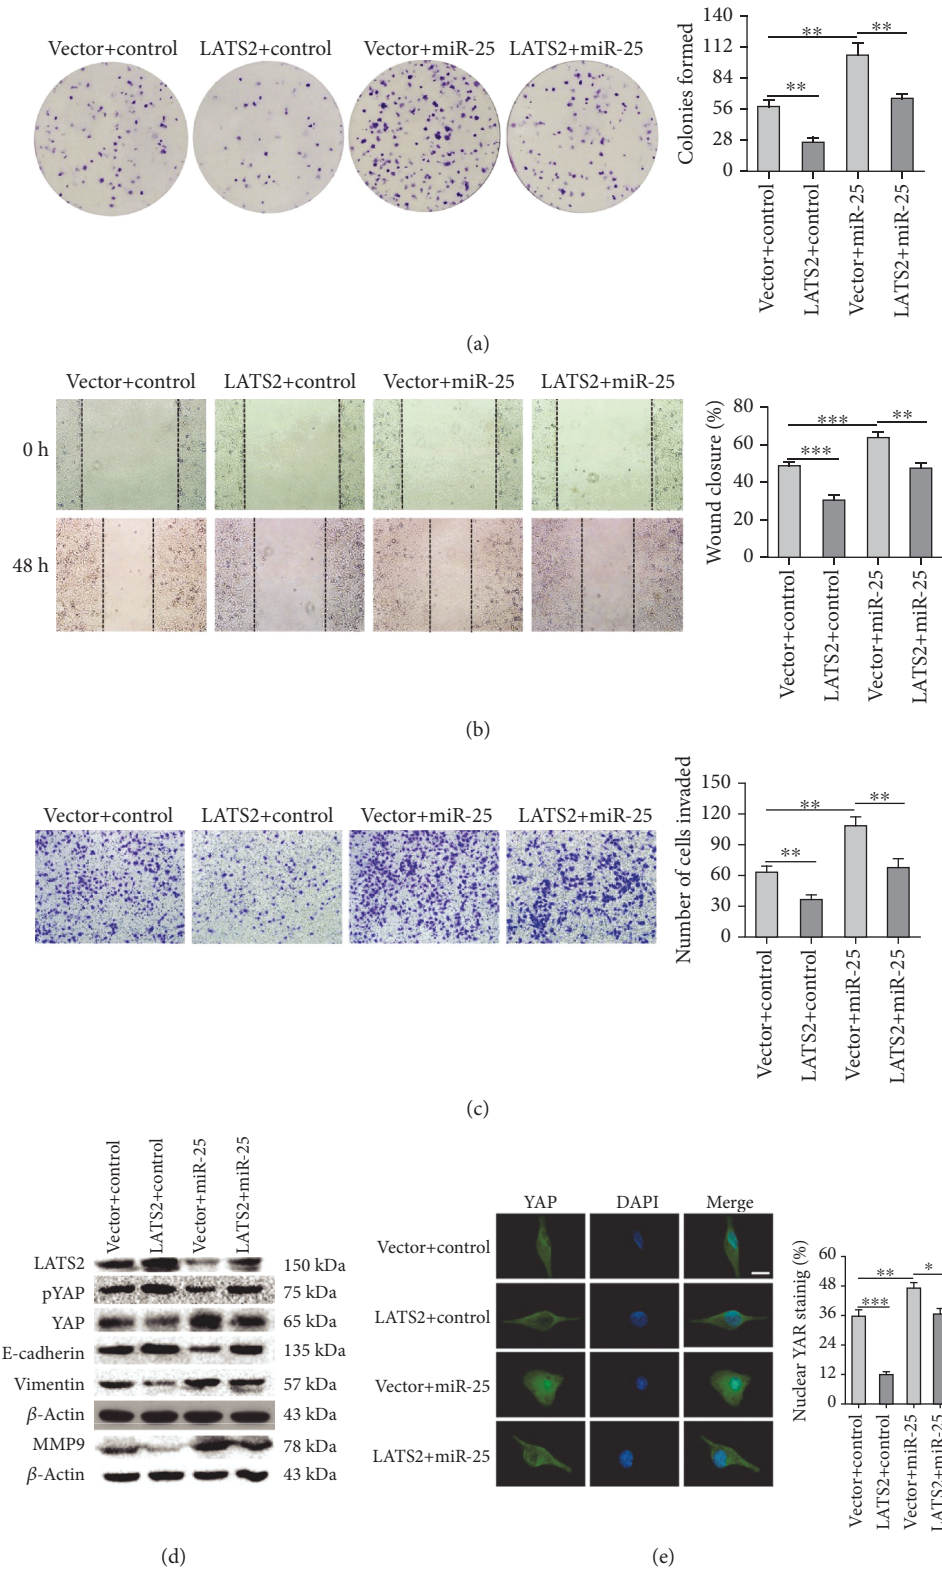 Vector+control LATS2+control Vector+miR-25 LATS2+miR-25
Colonies formed
140
112
84
56
28
0
** ** **
Vector+control
LATS2+control
Vector+miR-25
LATS2+miR-25
(a)
Vector+control LATS2+control Vector+miR-25 LATS2+miR-25
0 h
48 h
Wound closure (%)
80
60
40
20
0
*** *** **
Vector+control
LATS2+control
Vector+miR-25
LATS2+miR-25
(b)
Vector+control LATS2+control Vector+miR-25 LATS2+miR-25
Number of cells invaded
150
120
90
60
30
0
** ** **
Vector+control
LATS2+control
Vector+miR-25
LATS2+miR-25
(c)
Vector+control
LATS2+control
Vector+miR-25
LATS2+miR-25
LATS2 150 kDa
pYAP 75 kDa
YAP 65 kDa
E-cadherin 135 kDa
Vimentin 57 kDa
β-Actin 43 kDa
MMP9 78 kDa
β-Actin 43 kDa
(d)
YAP DAPI Merge
Vector+control
LATS2+control
Vector+miR-25
LATS2+miR-25
Nuclear YAR stainig (%)
60
48
36
24
12
0
*** ** *
Vector+control
LATS2+control
Vector+miR-25
LATS2+miR-25
(e)